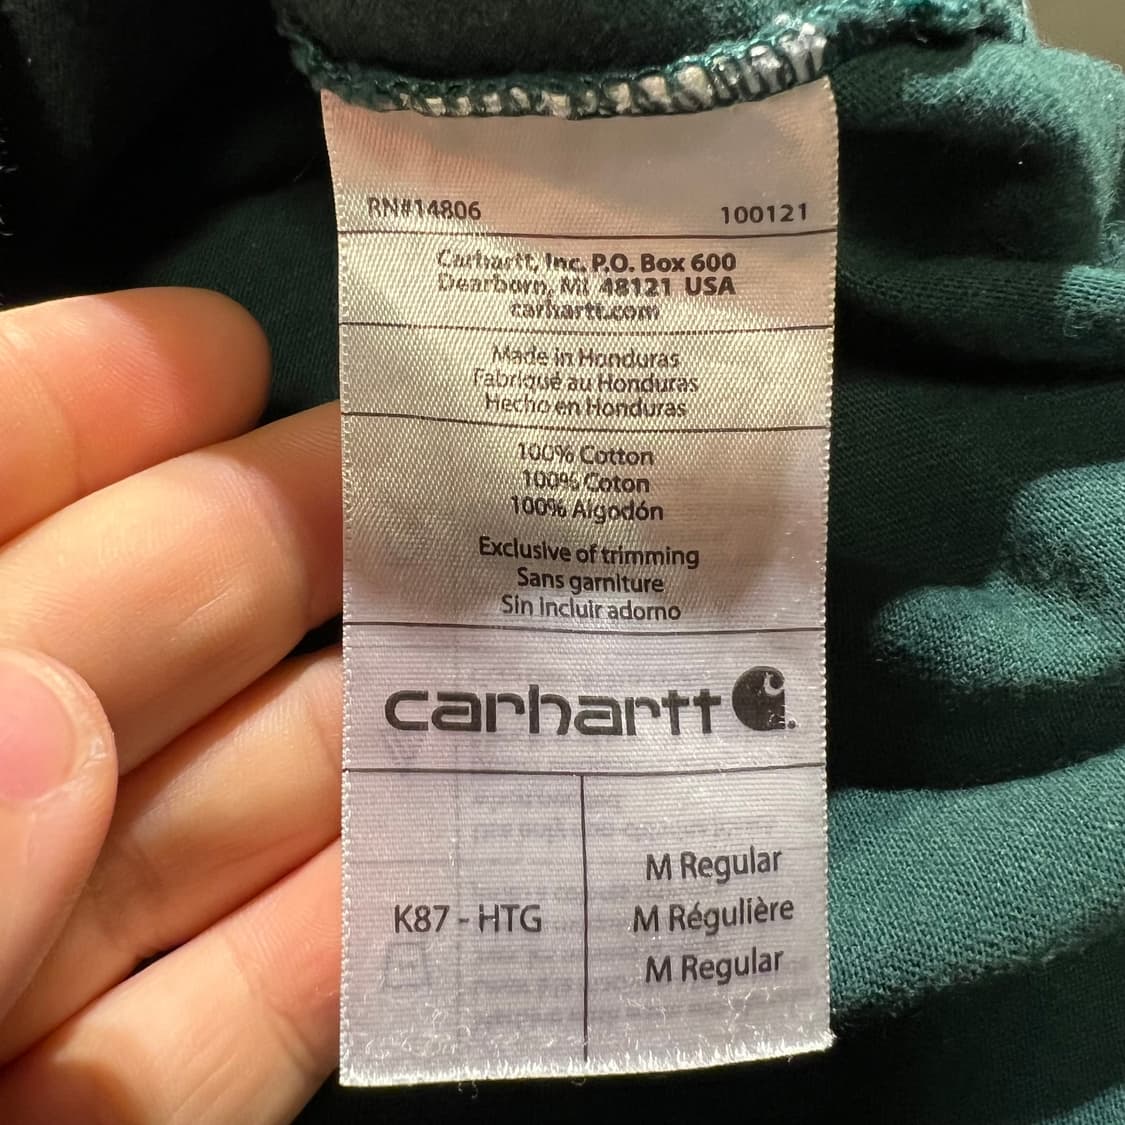 RN#14806 100121
Carhartt, Inc. P.O. Box 600
Dearborn, MI 48121 USA
carhartt.com
Made in Honduras
Fabriqué au Honduras
Hecho en Honduras
100% Cotton
100% Coton
100% Algodón
Exclusive of trimming
Sans garniture
Sin incluir adorno
carhartt
K87 - HTG
M Regular
M Régulière
M Regular